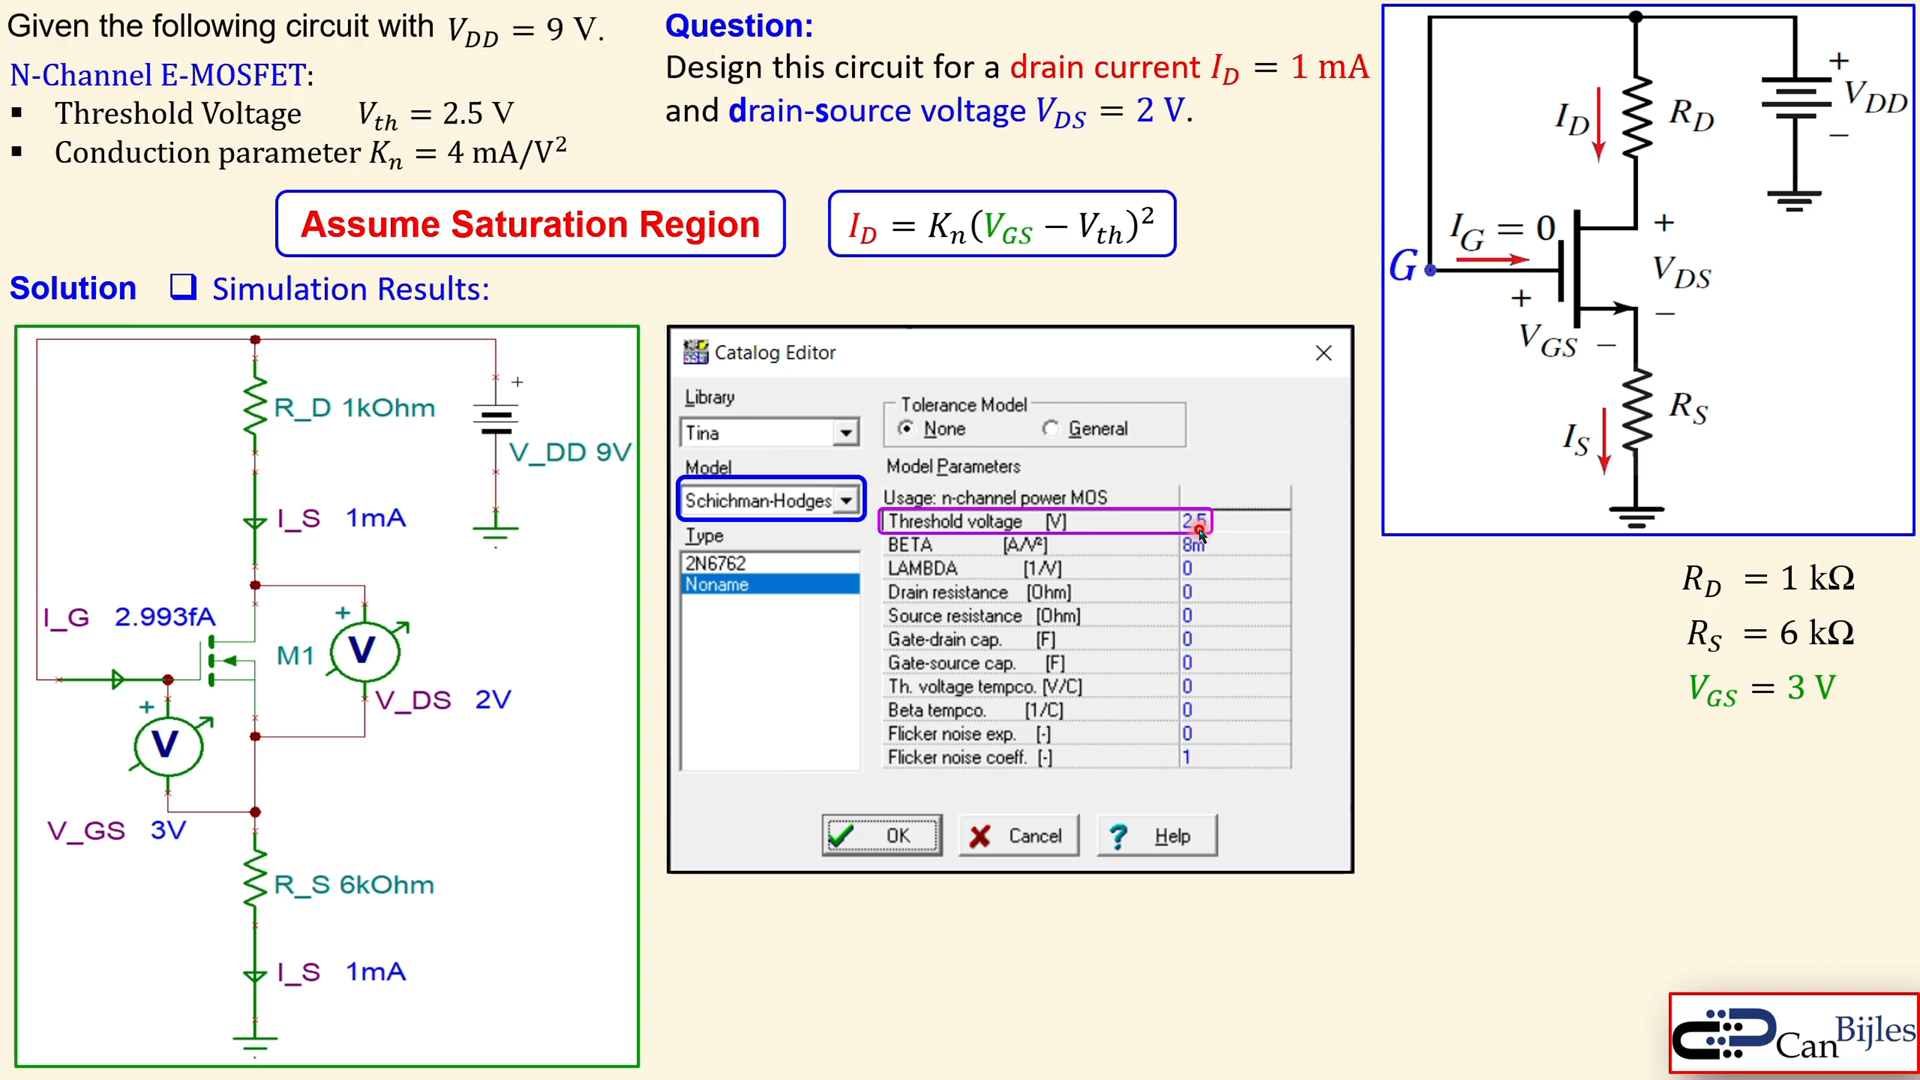 Given the following circuit with V_DD = 9 V.
N-Channel E-MOSFET:
▪ Threshold Voltage V_th = 2.5 V
▪ Conduction parameter K_n = 4 mA/V²
Question:
Design this circuit for a drain current I_D = 1 mA
and drain-source voltage V_DS = 2 V.
Assume Saturation Region
I_D = K_n(V_GS − V_th)²
Solution ❑ Simulation Results:
R_D 1kOhm
+
V_DD 9V
I_S 1mA
I_G 2.993fA
M1
+
V
V_DS 2V
+
V
V_GS 3V
R_S 6kOhm
I_S 1mA
Catalog Editor
Library
Tina
Model
Schichman-Hodges
Type
2N6762
Noname
Tolerance Model
None General
Model Parameters
Usage: n-channel power MOS
Threshold voltage [V] 2.5
BETA [A/V²] 8m
LAMBDA [1/V] 0
Drain resistance [Ohm] 0
Source resistance [Ohm] 0
Gate-drain cap. [F] 0
Gate-source cap. [F] 0
Th. voltage tempco. [V/C] 0
Beta tempco. [1/C] 0
Flicker noise exp. [-] 0
Flicker noise coeff. [-] 1
OK Cancel ? Help
I_D
R_D
+
V_DD
−
I_G = 0
G
+
V_DS
−
+
V_GS −
R_S
I_S
R_D = 1 kΩ
R_S = 6 kΩ
V_GS = 3 V
CanBijles